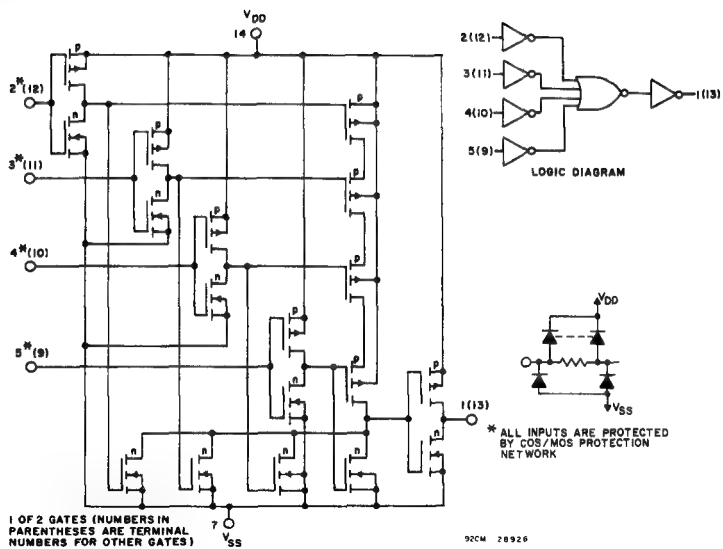 VDD
14
p
2*(12)
n
p
3*(11)
n
p
4*(10)
n
p
5*(9)
n
p
p
p
p
p
1(13)
n
n
n
n
n
7
VSS
2(12)
3(11)
4(10)
5(9)
1(13)
LOGIC DIAGRAM
VDD
VSS
* ALL INPUTS ARE PROTECTED
BY COS/MOS PROTECTION
NETWORK
1 OF 2 GATES (NUMBERS IN
PARENTHESES ARE TERMINAL
NUMBERS FOR OTHER GATES)
92CM 28926